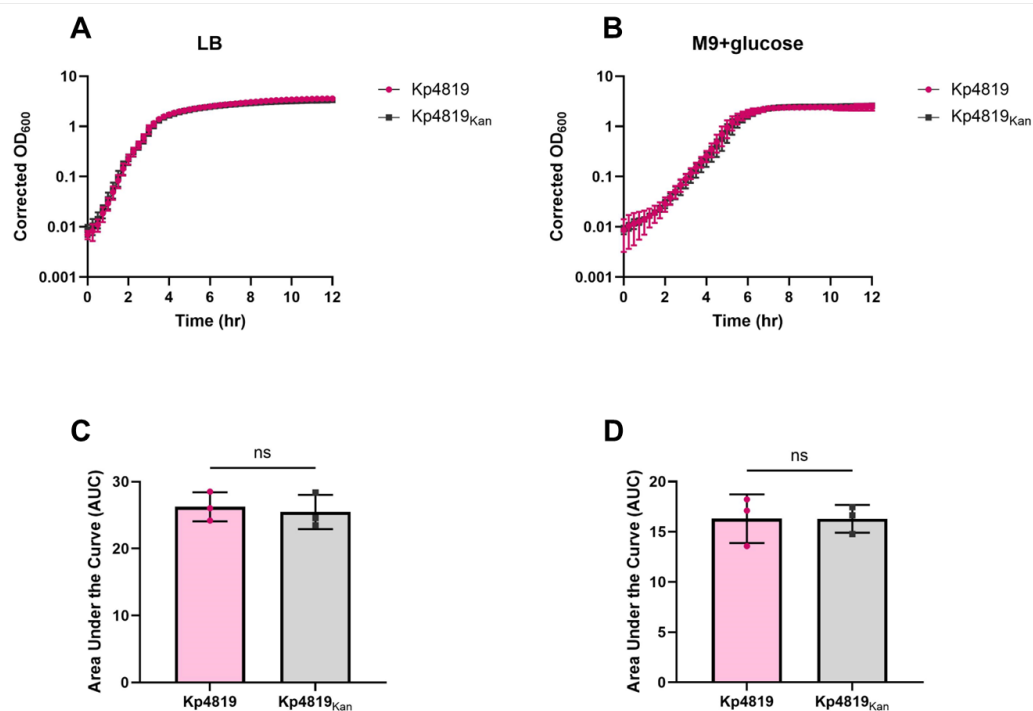 A
LB
Corrected OD600
10
1
0.1
0.01
0.001
0 2 4 6 8 10 12
Time (hr)
Kp4819
Kp4819Kan
B
M9+glucose
Corrected OD600
10
1
0.1
0.01
0.001
0 2 4 6 8 10 12
Time (hr)
Kp4819
Kp4819Kan
C
ns
Area Under the Curve (AUC)
30
20
10
0
Kp4819 Kp4819Kan
D
ns
Area Under the Curve (AUC)
20
15
10
5
0
Kp4819 Kp4819Kan